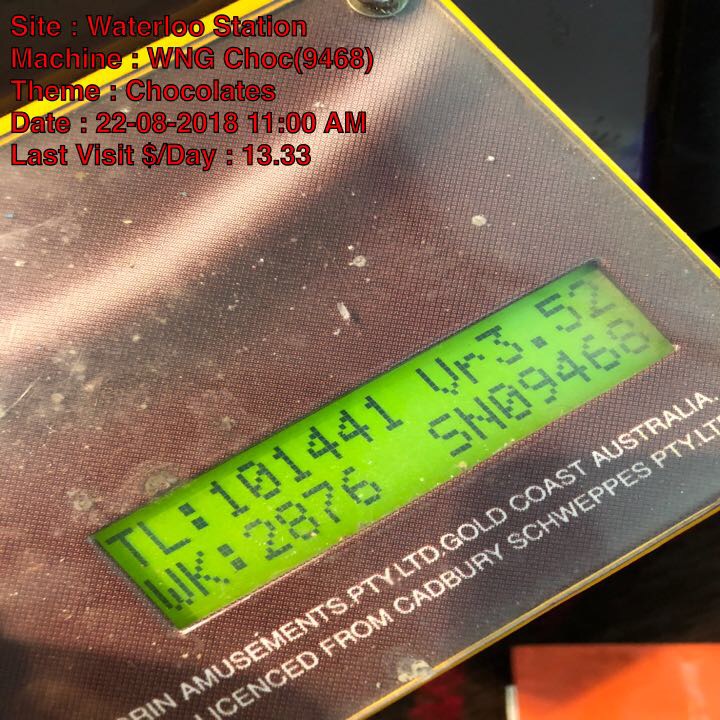 Site : Waterloo Station
Machine : WNG Choc(9468)
Theme : Chocolates
Date : 22-08-2018 11:00 AM
Last Visit $/Day : 13.33
TL:101441 Vr3.52
WK:2876 SN09468
AMUSEMENTS.PTY.LTD.GOLD COAST AUSTRALIA.
LICENCED FROM CADBURY SCHWEPPES PTY.LTD